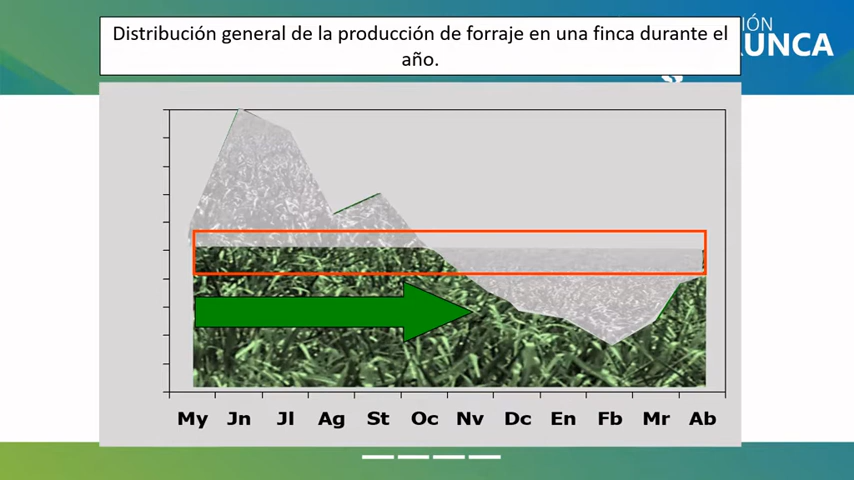 Distribución general de la producción de forraje en una finca durante el
año.
My Jn Jl Ag St Oc Nv Dc En Fb Mr Ab